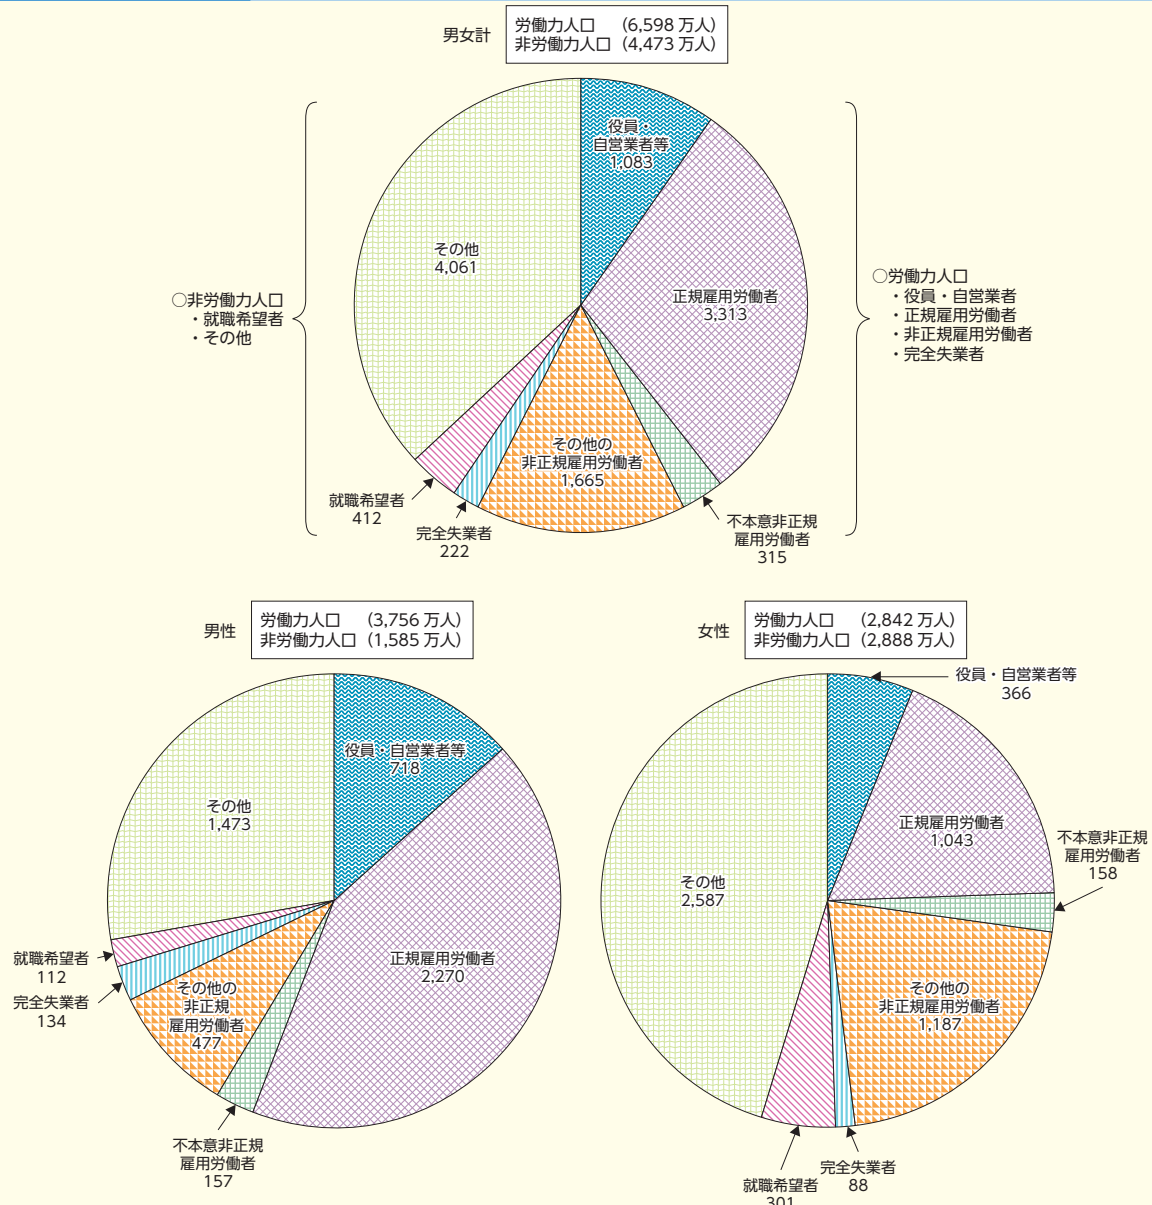 男女計
労働力人口 （6,598 万人）
非労働力人口（4,473 万人）
役員・
自営業者等
1,083
正規雇用労働者
3,313
不本意非正規
雇用労働者
315
その他の
非正規雇用労働者
1,665
完全失業者
222
就職希望者
412
その他
4,061
○非労働力人口
・就職希望者
・その他
○労働力人口
・役員・自営業者
・正規雇用労働者
・非正規雇用労働者
・完全失業者
男性
労働力人口 （3,756 万人）
非労働力人口（1,585 万人）
役員・自営業者等
718
正規雇用労働者
2,270
不本意非正規
雇用労働者
157
その他の
非正規
雇用労働者
477
完全失業者
134
就職希望者
112
その他
1,473
女性
労働力人口 （2,842 万人）
非労働力人口（2,888 万人）
役員・自営業者等
366
正規雇用労働者
1,043
不本意非正規
雇用労働者
158
その他の
非正規雇用労働者
1,187
完全失業者
88
就職希望者
301
その他
2,587